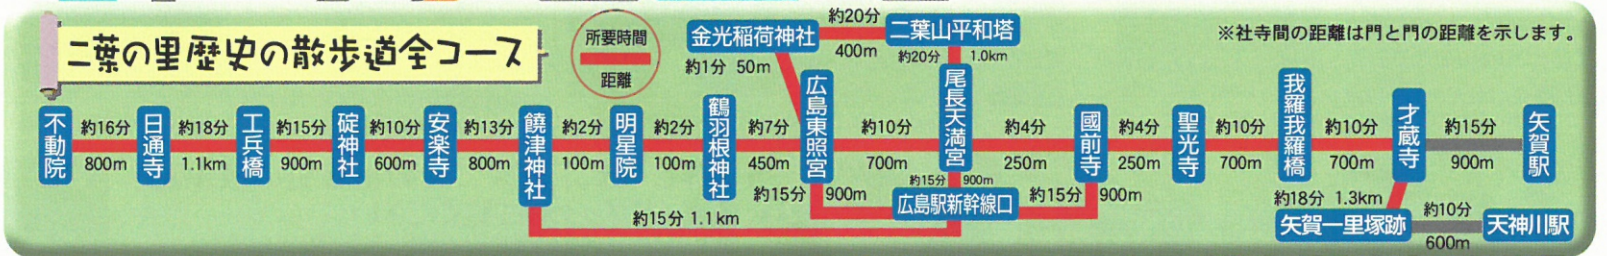 二葉の里歴史の散歩道全コース
所要時間
距離
※社寺間の距離は門と門の距離を示します。
金光稲荷神社
約20分
400m
二葉山平和塔
約1分 50m
約20分 1.0km
不動院
約16分
800m
日通寺
約18分
1.1km
工兵橋
約15分
900m
碇神社
約10分
600m
安楽寺
約13分
800m
饒津神社
約2分
100m
明星院
約2分
100m
鶴羽根神社
約7分
450m
広島東照宮
約10分
700m
尾長天満宮
約4分
250m
國前寺
約4分
250m
聖光寺
約10分
700m
我羅我羅橋
約10分
700m
才蔵寺
約15分
900m
矢賀駅
約15分 900m
約15分 900m
広島駅新幹線口
約15分 900m
約15分 1.1km
約18分 1.3km
矢賀一里塚跡
約10分
600m
天神川駅